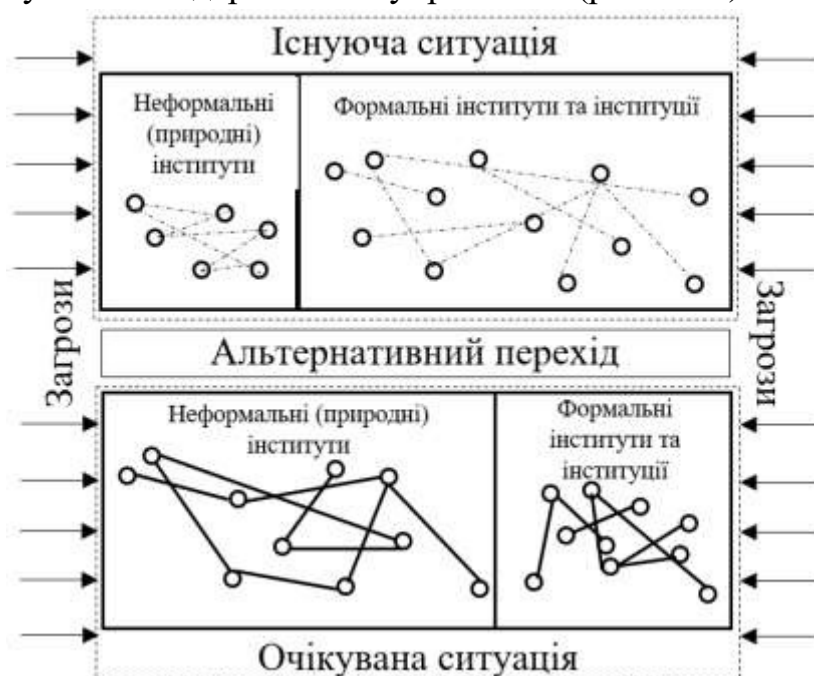 Існуюча ситуація
Неформальні
(природні)
інститути
Формальні інститути та інституції
Загрози
Загрози
Альтернативний перехід
Неформальні (природні)
інститути
Формальні
інститути та
інституції
Очікувана ситуація